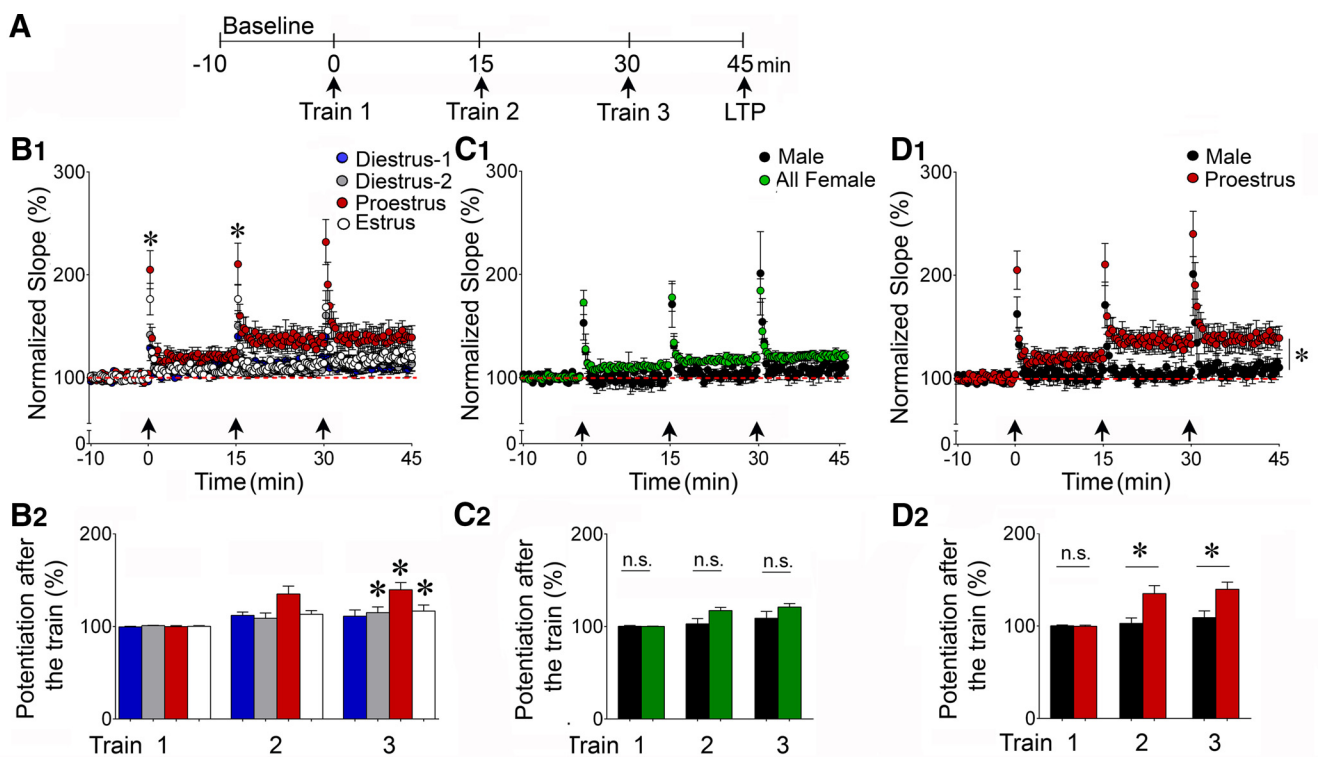 A
Baseline
-10 0 15 30 45 min
Train 1 Train 2 Train 3 LTP
B1
Diestrus-1
Diestrus-2
Proestrus
Estrus
Normalized Slope (%)
300
200
100
0
* *
-10 0 15 30 45
Time (min)
C1
Male
All Female
Normalized Slope (%)
300
200
100
0
-10 0 15 30 45
Time (min)
D1
Male
Proestrus
Normalized Slope (%)
300
200
100
0
*
-10 0 15 30 45
Time (min)
B2
Potentiation after
the train (%)
200
100
0
* * *
Train 1 2 3
C2
Potentiation after
the train (%)
200
100
0
n.s. n.s. n.s.
Train 1 2 3
D2
Potentiation after
the train (%)
200
100
0
n.s. * *
Train 1 2 3